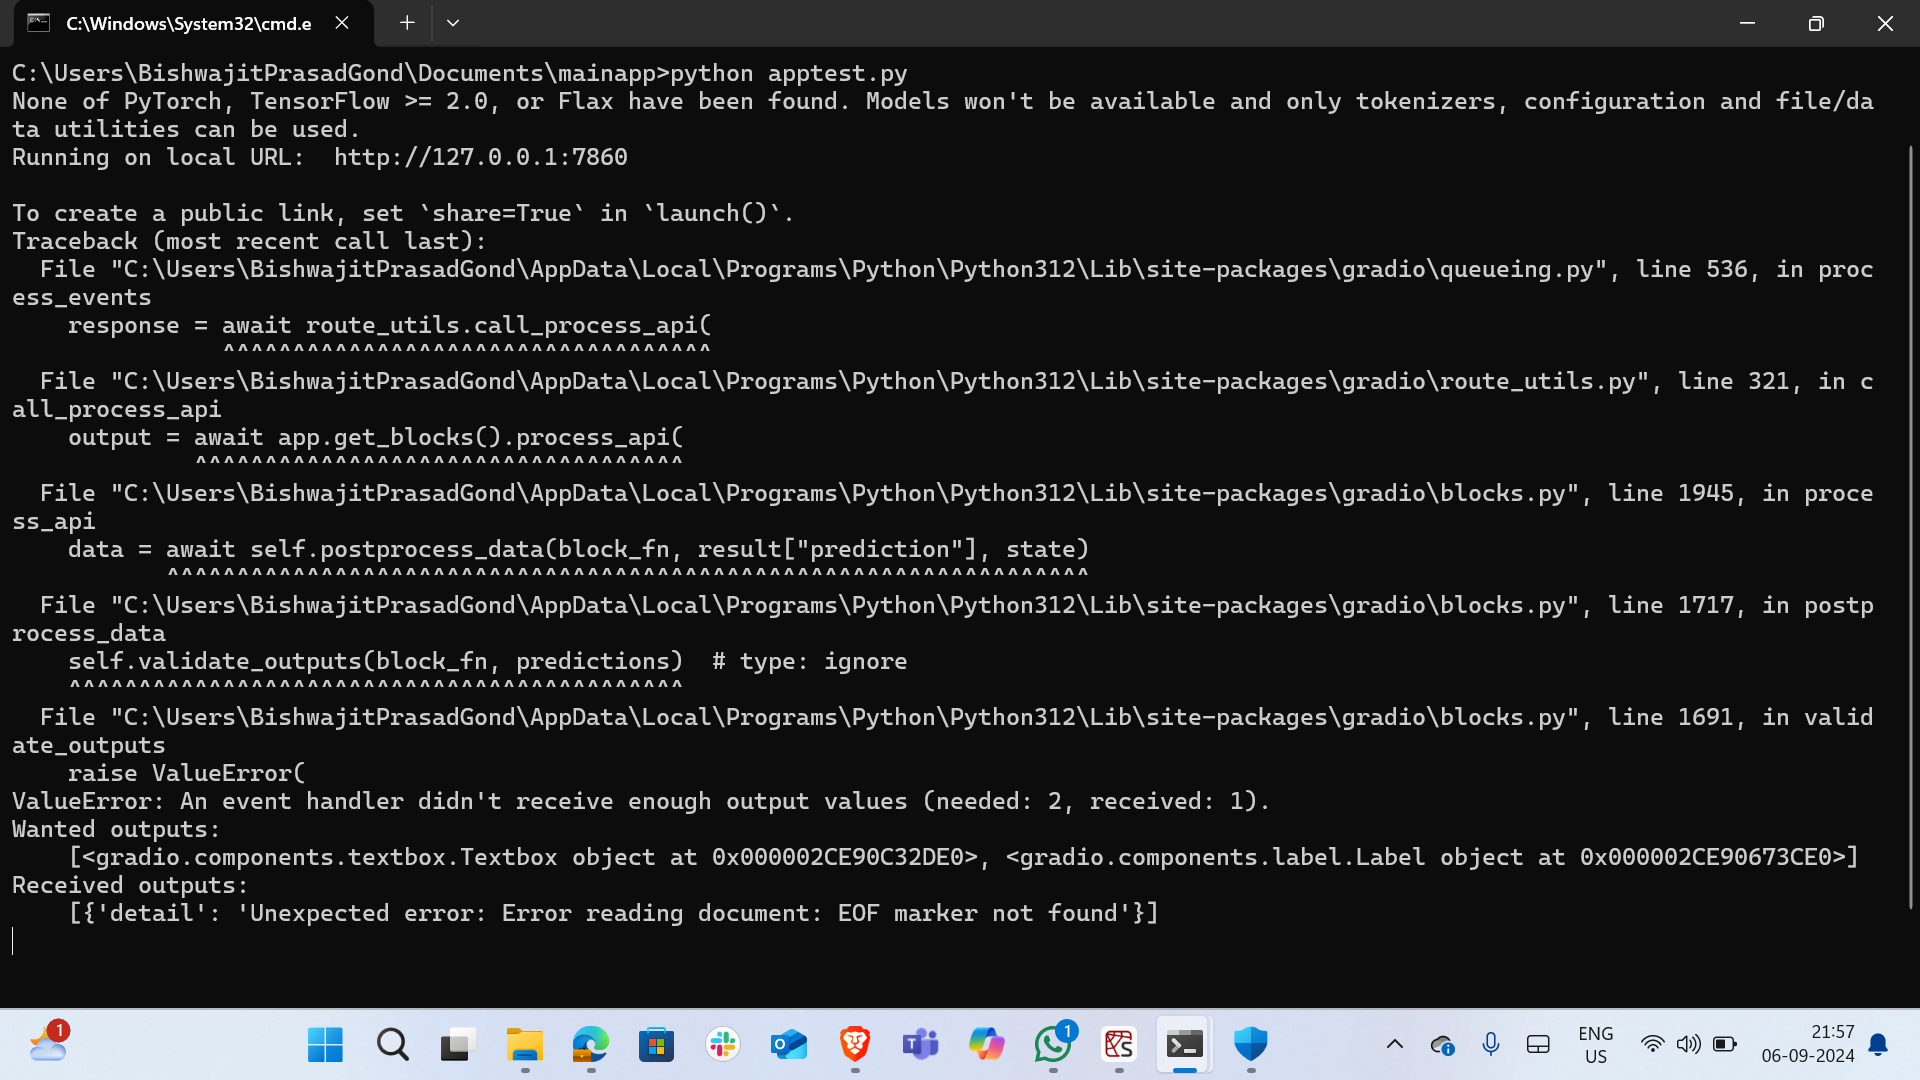 C:\Windows\System32\cmd.e
C:\Users\BishwajitPrasadGond\Documents\mainapp>python apptest.py
None of PyTorch, TensorFlow >= 2.0, or Flax have been found. Models won't be available and only tokenizers, configuration and file/da
ta utilities can be used.
Running on local URL:  http://127.0.0.1:7860
To create a public link, set `share=True` in `launch()`.
Traceback (most recent call last):
  File "C:\Users\BishwajitPrasadGond\AppData\Local\Programs\Python\Python312\Lib\site-packages\gradio\queueing.py", line 536, in proc
ess_events
    response = await route_utils.call_process_api(
               ^^^^^^^^^^^^^^^^^^^^^^^^^^^^^^^^^^^
  File "C:\Users\BishwajitPrasadGond\AppData\Local\Programs\Python\Python312\Lib\site-packages\gradio\route_utils.py", line 321, in c
all_process_api
    output = await app.get_blocks().process_api(
             ^^^^^^^^^^^^^^^^^^^^^^^^^^^^^^^^^^^
  File "C:\Users\BishwajitPrasadGond\AppData\Local\Programs\Python\Python312\Lib\site-packages\gradio\blocks.py", line 1945, in proce
ss_api
    data = await self.postprocess_data(block_fn, result["prediction"], state)
           ^^^^^^^^^^^^^^^^^^^^^^^^^^^^^^^^^^^^^^^^^^^^^^^^^^^^^^^^^^^^^^^^^^
  File "C:\Users\BishwajitPrasadGond\AppData\Local\Programs\Python\Python312\Lib\site-packages\gradio\blocks.py", line 1717, in postp
rocess_data
    self.validate_outputs(block_fn, predictions)  # type: ignore
    ^^^^^^^^^^^^^^^^^^^^^^^^^^^^^^^^^^^^^^^^^^^^
  File "C:\Users\BishwajitPrasadGond\AppData\Local\Programs\Python\Python312\Lib\site-packages\gradio\blocks.py", line 1691, in valid
ate_outputs
    raise ValueError(
ValueError: An event handler didn't receive enough output values (needed: 2, received: 1).
Wanted outputs:
    [<gradio.components.textbox.Textbox object at 0x000002CE90C32DE0>, <gradio.components.label.Label object at 0x000002CE90673CE0>]
Received outputs:
    [{'detail': 'Unexpected error: Error reading document: EOF marker not found'}]
1
1
ENG
US
21:57
06-09-2024